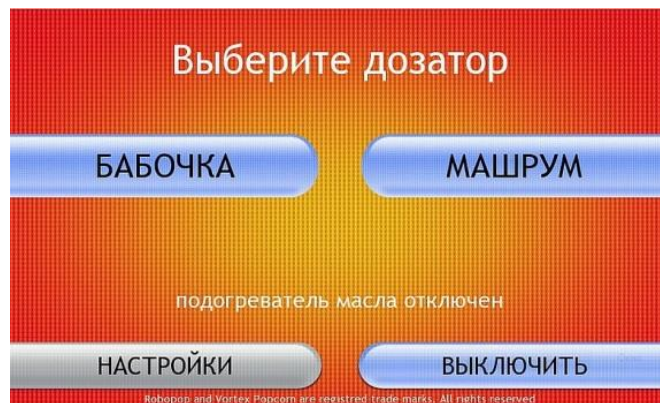 Выберите дозатор
БАБОЧКА
МАШРУМ
подогреватель масла отключен
НАСТРОЙКИ
ВЫКЛЮЧИТЬ
Robopop and Vortex Popcorn are registred trade marks. All rights reserved